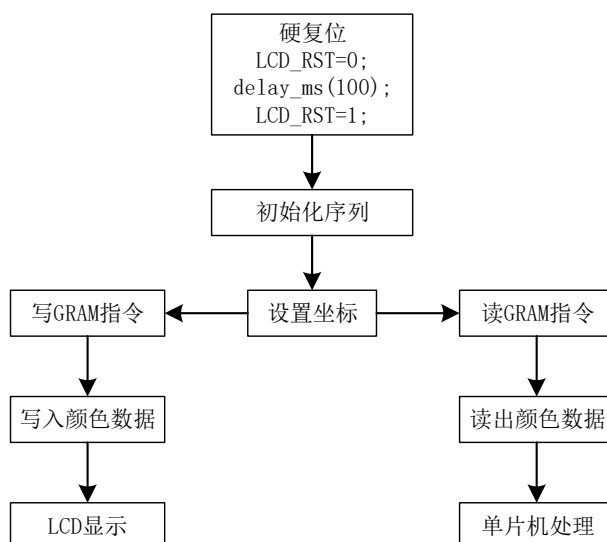 硬复位
LCD_RST=0;
delay_ms(100);
LCD_RST=1;
初始化序列
写GRAM指令
设置坐标
读GRAM指令
写入颜色数据
读出颜色数据
LCD显示
单片机处理